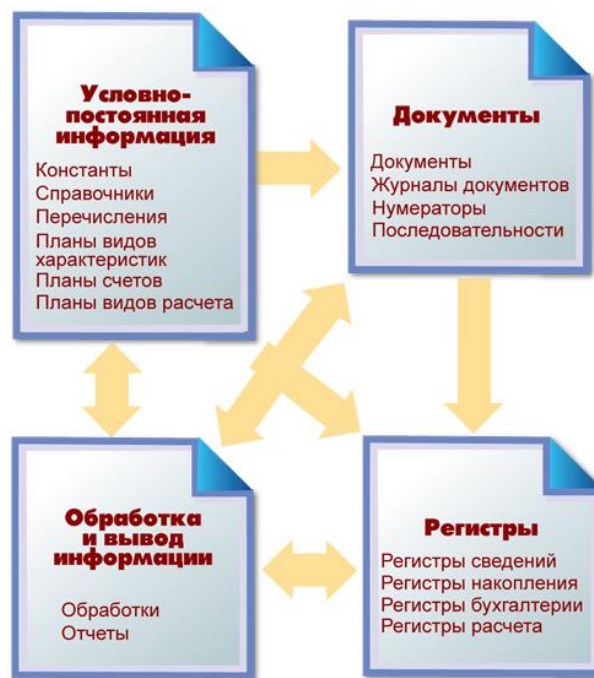 Условно-
постоянная
информация
Константы
Справочники
Перечисления
Планы видов
характеристик
Планы счетов
Планы видов расчета
Документы
Документы
Журналы документов
Нумераторы
Последовательности
Обработка
и вывод
информации
Обработки
Отчеты
Регистры
Регистры сведений
Регистры накопления
Регистры бухгалтерии
Регистры расчета